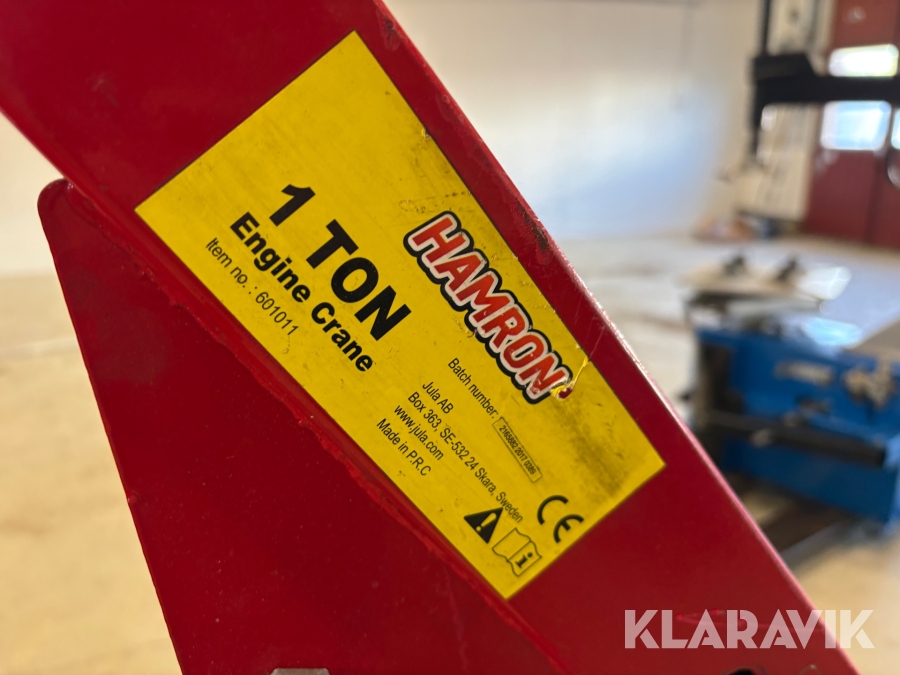 1 TON
Engine Crane
Item no. : 601011
HAMRON
Batch number:
Jula AB
Box 363, SE-532 24 Skara, Sweden
www.jula.com
Made in P.R.C
CE
i
KLARAVIK